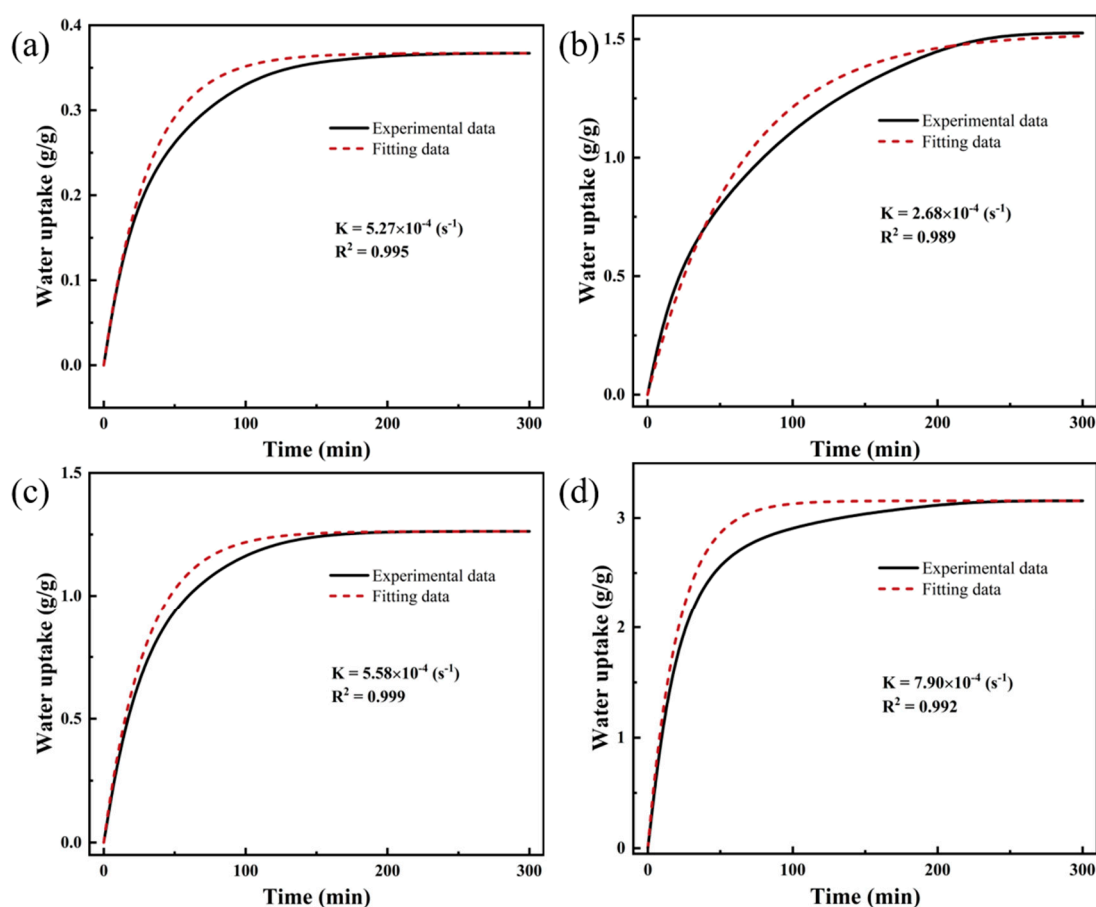 (a)
0.4
0.3
0.2
0.1
0.0
Water uptake (g/g)
Experimental data
Fitting data
K = 5.27×10⁻⁴ (s⁻¹)
R² = 0.995
0
100
200
300
Time (min)
(b)
1.5
1.0
0.5
0.0
Water uptake (g/g)
Experimental data
Fitting data
K = 2.68×10⁻⁴ (s⁻¹)
R² = 0.989
0
100
200
300
Time (min)
(c)
1.5
1.0
0.5
0.0
Water uptake (g/g)
Experimental data
Fitting data
K = 5.58×10⁻⁴ (s⁻¹)
R² = 0.999
0
100
200
300
Time (min)
(d)
3
2
1
0
Water uptake (g/g)
Experimental data
Fitting data
K = 7.90×10⁻⁴ (s⁻¹)
R² = 0.992
0
100
200
300
Time (min)